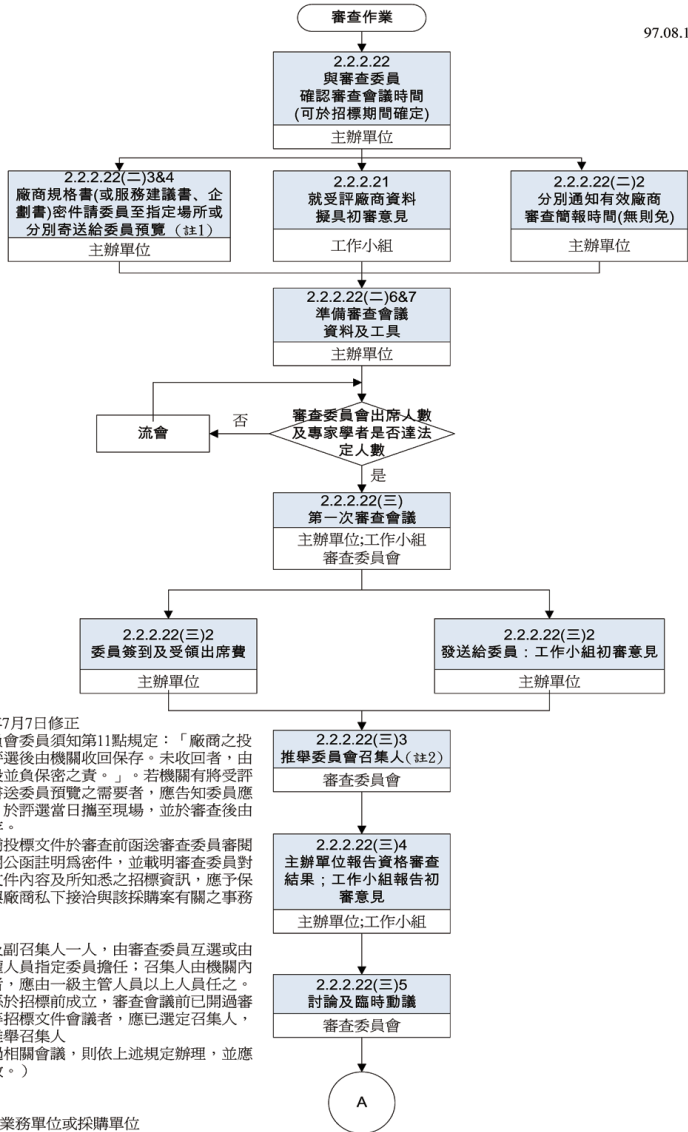 審查作業
97.08.1
2.2.2.22
與審查委員
確認審查會議時間
(可於招標期間確定)
主辦單位
2.2.2.22(二)3&4
廠商規格書(或服務建議書、企
劃書)密件請委員至指定場所或
分別寄送給委員預覽（註1）
主辦單位
2.2.2.21
就受評廠商資料
擬具初審意見
工作小組
2.2.2.22(二)2
分別通知有效廠商
審查簡報時間(無則免)
主辦單位
2.2.2.22(二)6&7
準備審查會議
資料及工具
主辦單位
審查委員會出席人數
及專家學者是否達法
定人數
否
流會
是
2.2.2.22(三)
第一次審查會議
主辦單位;工作小組
審查委員會
2.2.2.22(三)2
委員簽到及受領出席費
主辦單位
2.2.2.22(三)2
發送給委員：工作小組初審意見
主辦單位
2.2.2.22(三)3
推舉委員會召集人(註2)
審查委員會
2.2.2.22(三)4
主辦單位報告資格審查
結果；工作小組報告初
審意見
主辦單位;工作小組
2.2.2.22(三)5
討論及臨時動議
審查委員會
A
7月7日修正
會委員須知第11點規定：「廠商之投
評選後由機關收回保存。未收回者，由
並負保密之責。」。若機關有將受評
送委員預覽之需要者，應告知委員應
於評選當日攜至現場，並於審查後由
。
投標文件於審查前函送審查委員審閱
公函註明爲密件，並載明審查委員對
文件內容及所知悉之招標資訊，應予保
廠商私下接洽與該採購案有關之事務
副召集人一人，由審查委員互選或由
人員指定委員擔任；召集人由機關內
，應由一級主管人員以上人員任之。
於招標前成立，審查會議前已開過審
招標文件會議者，應已選定召集人，
舉召集人
相關會議，則依上述規定辦理，並應
。）
業務單位或採購單位